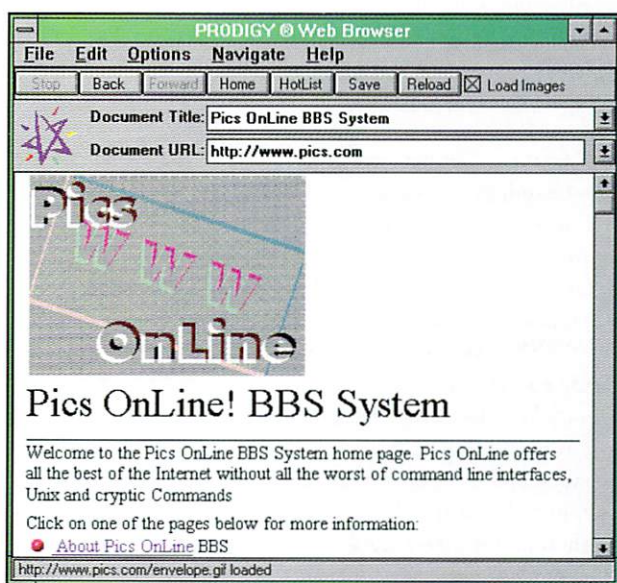 PRODIGY ® Web Browser
File Edit Options Navigate Help
Stop Back Forward Home HotList Save Reload Load Images
Document Title: Pics OnLine BBS System
Document URL: http://www.pics.com
Pics
WWW
OnLine
Pics OnLine! BBS System
Welcome to the Pics OnLine BBS System home page. Pics OnLine offers
all the best of the Internet without all the worst of command line interfaces,
Unix and cryptic Commands
Click on one of the pages below for more information:
About Pics OnLine BBS
http://www.pics.com/envelope.gif loaded